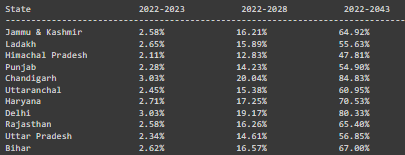 State 2022-2023 2022-2028 2022-2043
--------------------------------------------------------------------------------
Jammu & Kashmir 2.58% 16.21% 64.92%
Ladakh 2.65% 15.89% 55.63%
Himachal Pradesh 2.11% 12.83% 47.81%
Punjab 2.28% 14.23% 54.90%
Chandigarh 3.03% 20.04% 84.83%
Uttaranchal 2.45% 15.38% 60.95%
Haryana 2.71% 17.25% 70.53%
Delhi 3.03% 19.17% 80.33%
Rajasthan 2.58% 16.26% 65.40%
Uttar Pradesh 2.34% 14.61% 56.85%
Bihar 2.62% 16.57% 67.00%